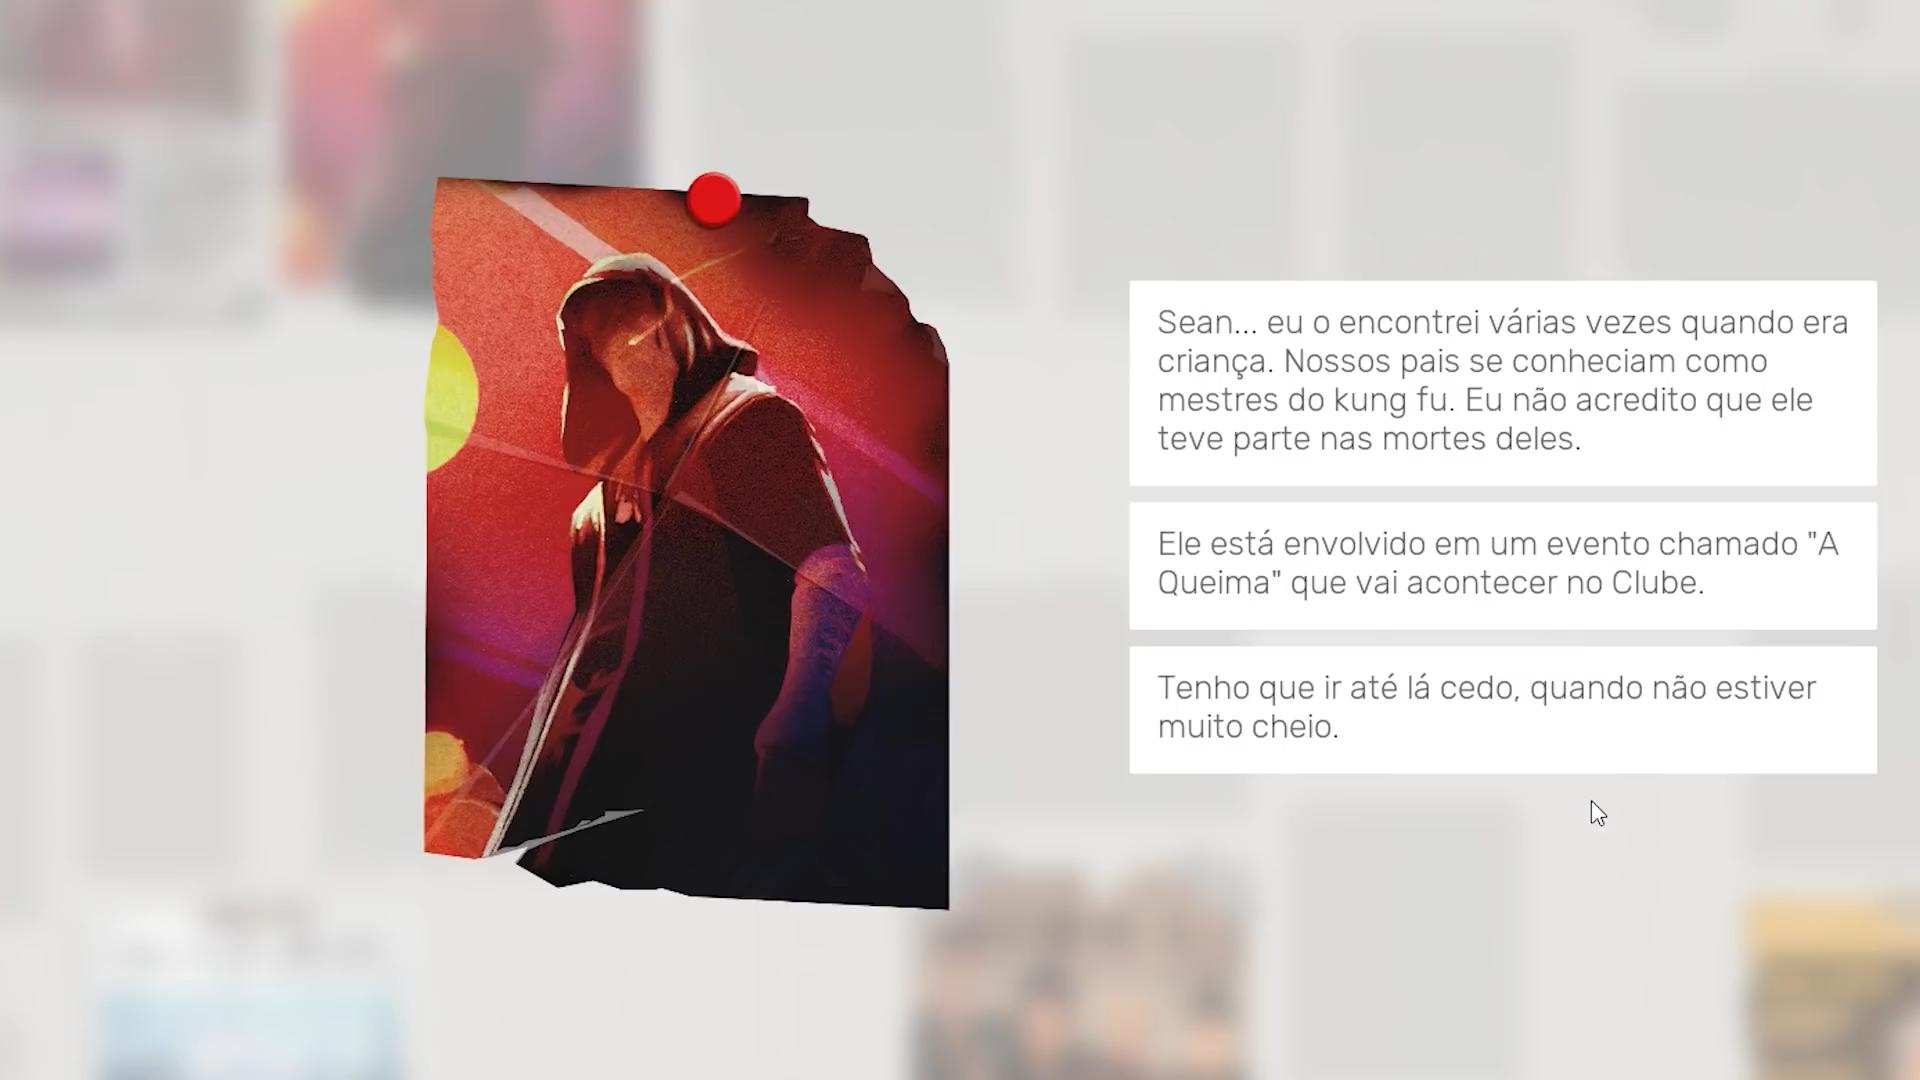 Sean... eu o encontrei várias vezes quando era
criança. Nossos pais se conheciam como
mestres do kung fu. Eu não acredito que ele
teve parte nas mortes deles.
Ele está envolvido em um evento chamado "A
Queima" que vai acontecer no Clube.
Tenho que ir até lá cedo, quando não estiver
muito cheio.